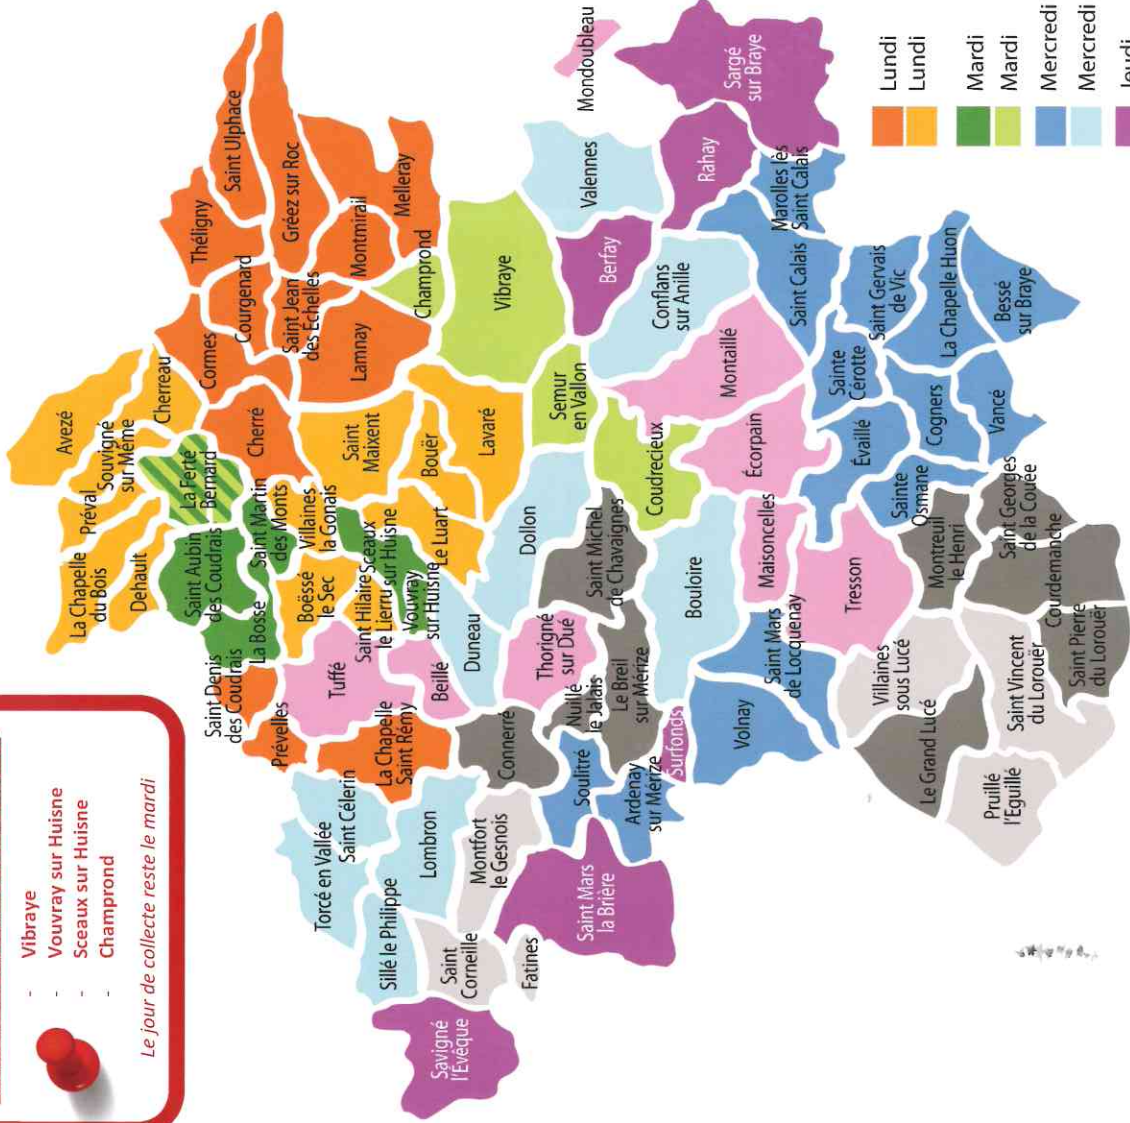 - Vibraye
- Vouvray sur Huisne
- Sceaux sur Huisne
- Champrond
Le jour de collecte reste le mardi
Avezé
Souvigné
sur Même
Préval
La Chapelle
du Bois
Dehault
Cherreau
La Ferté
Bernard
Saint Aubin
des Coudrais
Saint Martin
des Monts
La Bosse
Saint Denis
des Coudrais
Prévelles
Théligny
Saint Ulphace
Gréez sur Roc
Cormes
Courgenard
Saint Jean
des Echelles
Montmirail
Melleray
Champrond
Lamnay
Cherré
Saint
Maixent
Bouër
Lavaré
Villaines
la Gonais
Sceaux
sur Huisne
Le Luart
Boëssé
le Sec
Saint Hilaire
le Lierru
Vouvray
sur Huisne
Tuffé
Beillé
Duneau
Dollon
La Chapelle
Saint Rémy
Connerré
Thorigné
sur Dué
Nuillé
le Jalais
Le Breil
sur Mérize
Saint Michel
de Chavaignes
Vibraye
Semur
en Vallon
Coudrecieux
Valennes
Mondoubleau
Berfay
Rahay
Sargé
sur Braye
Conflans
sur Anille
Montaillé
Marolles lès
Saint Calais
Saint Calais
Écorpain
Bouloire
Maisoncelles
Sainte
Cérotte
Saint Gervais
de Vic
La Chapelle Huon
Bessé
sur Braye
Évaillé
Cogners
Vancé
Sainte
Osmane
Tresson
Saint Mars
de Locquenay
Volnay
Surfonds
Ardenay
sur Mérize
Soulitré
Montreuil
le Henri
Saint Georges
de la Couée
Courdemanche
Saint Pierre
du Lorouër
Saint Vincent
du Lorouër
Villaines
sous Lucé
Le Grand Lucé
Pruillé
l'Eguillé
Torcé en Vallée
Saint Célerin
Lombron
Sillé le Philippe
Montfort
le Gesnois
Saint
Corneille
Fatines
Saint Mars
la Brière
Savigné
l'Evêque
Lundi
Lundi
Mardi
Mardi
Mercredi
Mercredi
Jeudi